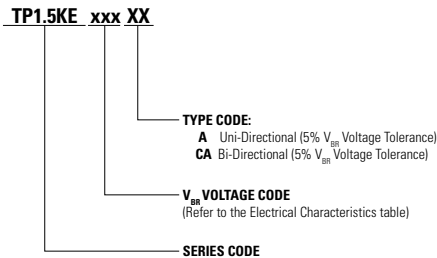 TP1.5KE xxx XX
TYPE CODE:
A Uni-Directional (5% VBR Voltage Tolerance)
CA Bi-Directional (5% VBR Voltage Tolerance)
VBR VOLTAGE CODE
(Refer to the Electrical Characteristics table)
SERIES CODE